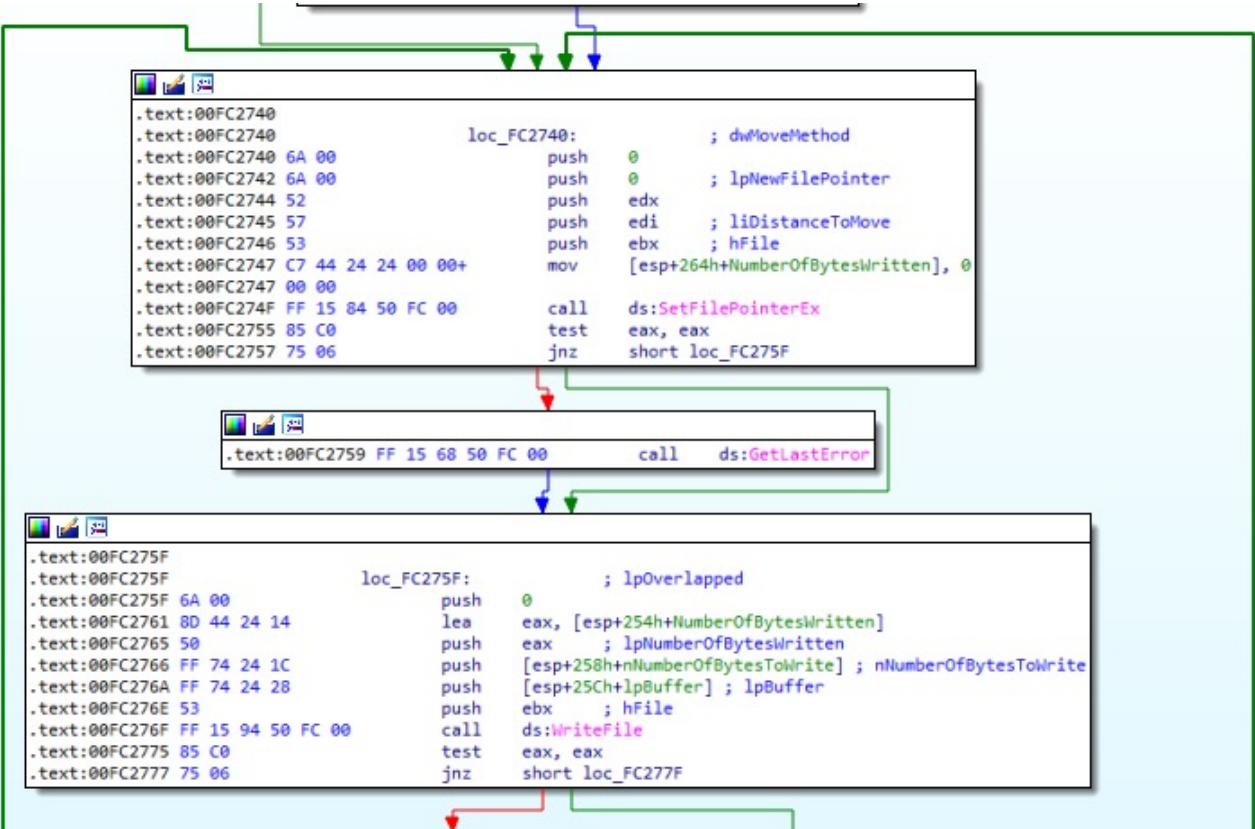 .text:00FC2740
.text:00FC2740 loc_FC2740: ; dwMoveMethod
.text:00FC2740 6A 00 push 0
.text:00FC2742 6A 00 push 0 ; lpNewFilePointer
.text:00FC2744 52 push edx
.text:00FC2745 57 push edi ; liDistanceToMove
.text:00FC2746 53 push ebx ; hFile
.text:00FC2747 C7 44 24 24 00 00+ mov [esp+264h+NumberOfBytesWritten], 0
.text:00FC2747 00 00
.text:00FC274F FF 15 84 50 FC 00 call ds:SetFilePointerEx
.text:00FC2755 85 C0 test eax, eax
.text:00FC2757 75 06 jnz short loc_FC275F
.text:00FC2759 FF 15 68 50 FC 00 call ds:GetLastError
.text:00FC275F
.text:00FC275F loc_FC275F: ; lpOverlapped
.text:00FC275F 6A 00 push 0
.text:00FC2761 8D 44 24 14 lea eax, [esp+254h+NumberOfBytesWritten]
.text:00FC2765 50 push eax ; lpNumberOfBytesWritten
.text:00FC2766 FF 74 24 1C push [esp+258h+nNumberOfBytesToWrite] ; nNumberOfBytesToWrite
.text:00FC276A FF 74 24 28 push [esp+25Ch+lpBuffer] ; lpBuffer
.text:00FC276E 53 push ebx ; hFile
.text:00FC276F FF 15 94 50 FC 00 call ds:WriteFile
.text:00FC2775 85 C0 test eax, eax
.text:00FC2777 75 06 jnz short loc_FC277F